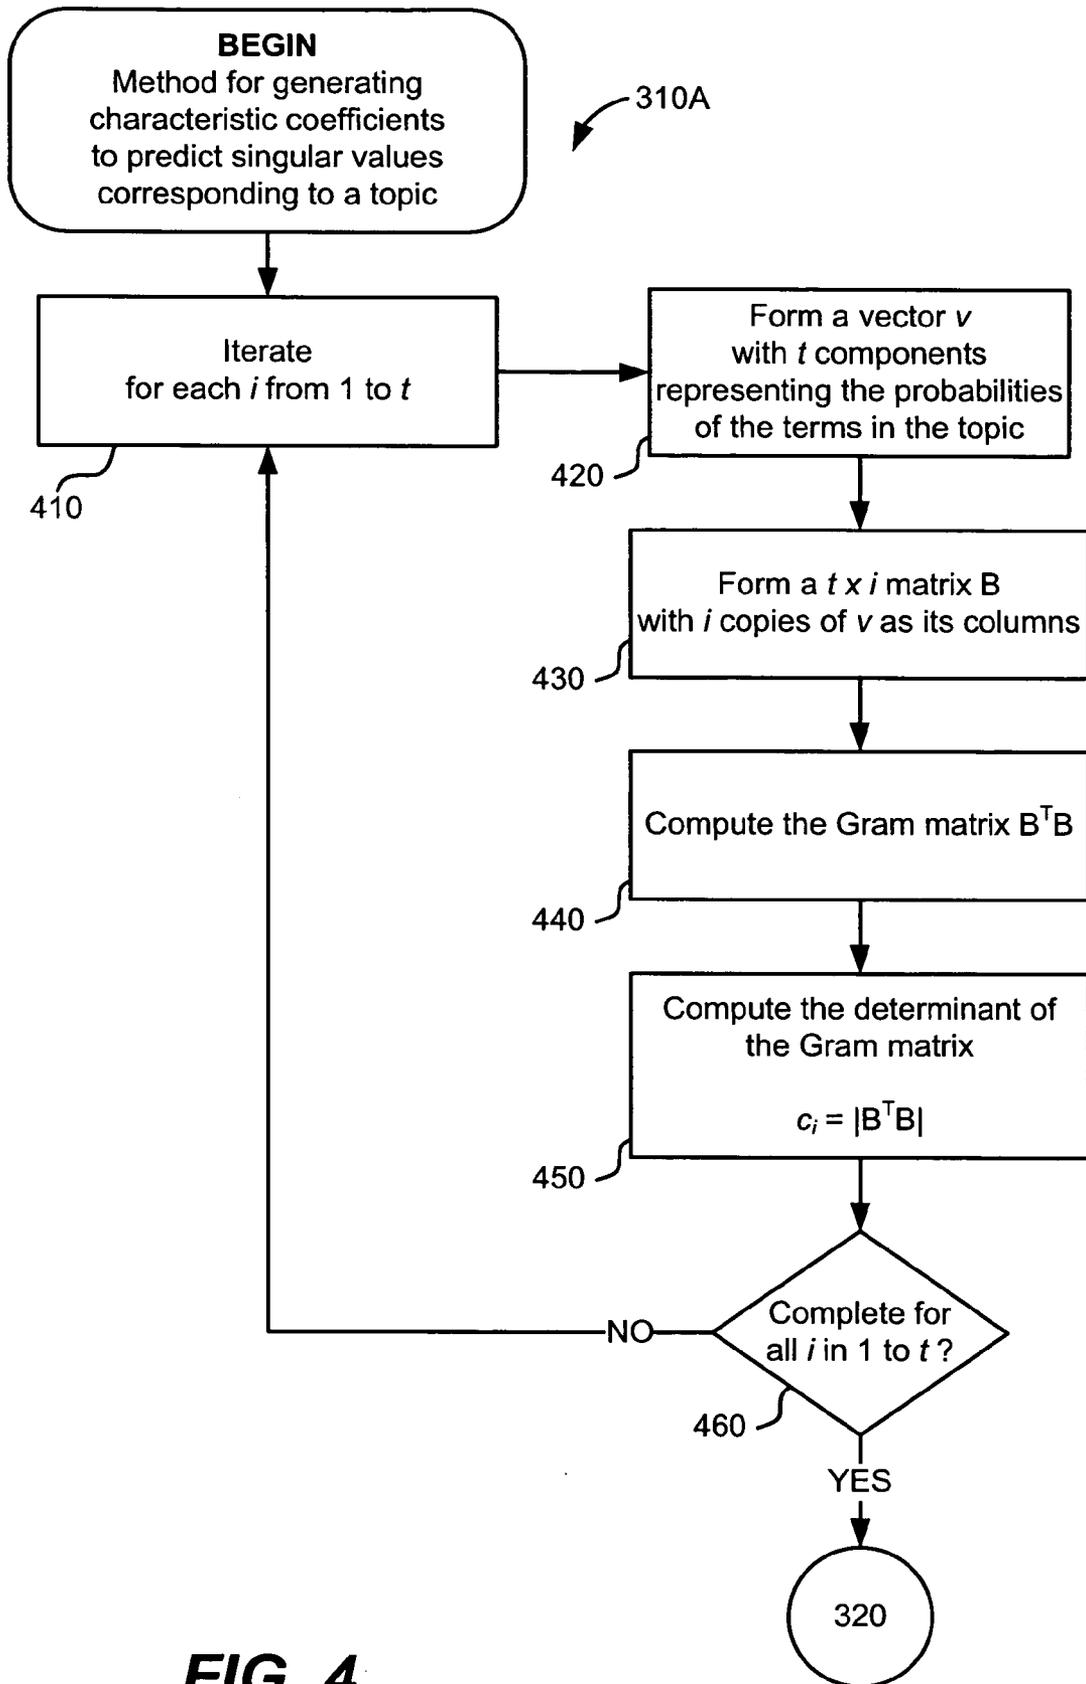 BEGIN
Method for generating
characteristic coefficients
to predict singular values
corresponding to a topic
310A
Iterate
for each i from 1 to t
410
Form a vector v
with t components
representing the probabilities
of the terms in the topic
420
Form a t x i matrix B
with i copies of v as its columns
430
Compute the Gram matrix BᵀB
440
Compute the determinant of
the Gram matrix
cᵢ = |BᵀB|
450
Complete for
all i in 1 to t ?
460
NO
YES
320
FIG. 4